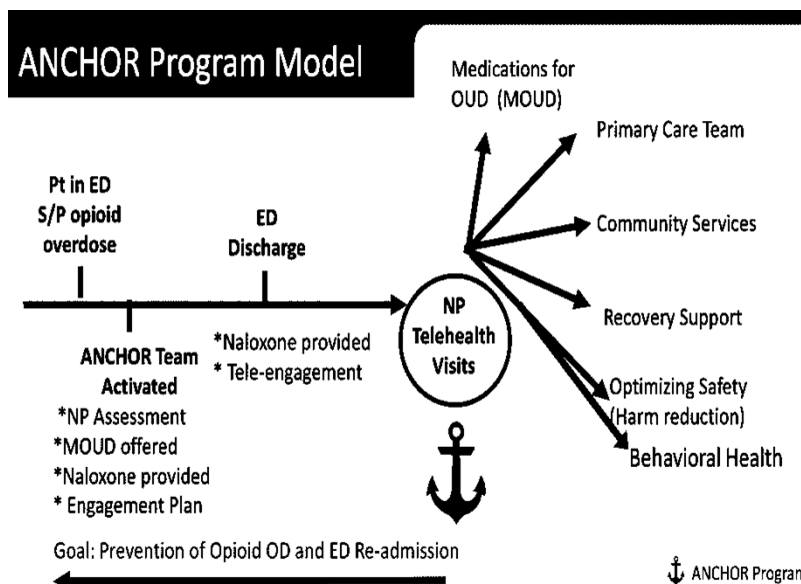 ANCHOR Program Model
Pt in ED
S/P opioid
overdose
ED
Discharge
ANCHOR Team
Activated
*NP Assessment
*MOUD offered
*Naloxone provided
* Engagement Plan
*Naloxone provided
* Tele-engagement
NP
Telehealth
Visits
Medications for
OUD (MOUD)
Primary Care Team
Community Services
Recovery Support
Optimizing Safety
(Harm reduction)
Behavioral Health
Goal: Prevention of Opioid OD and ED Re-admission
ANCHOR Program